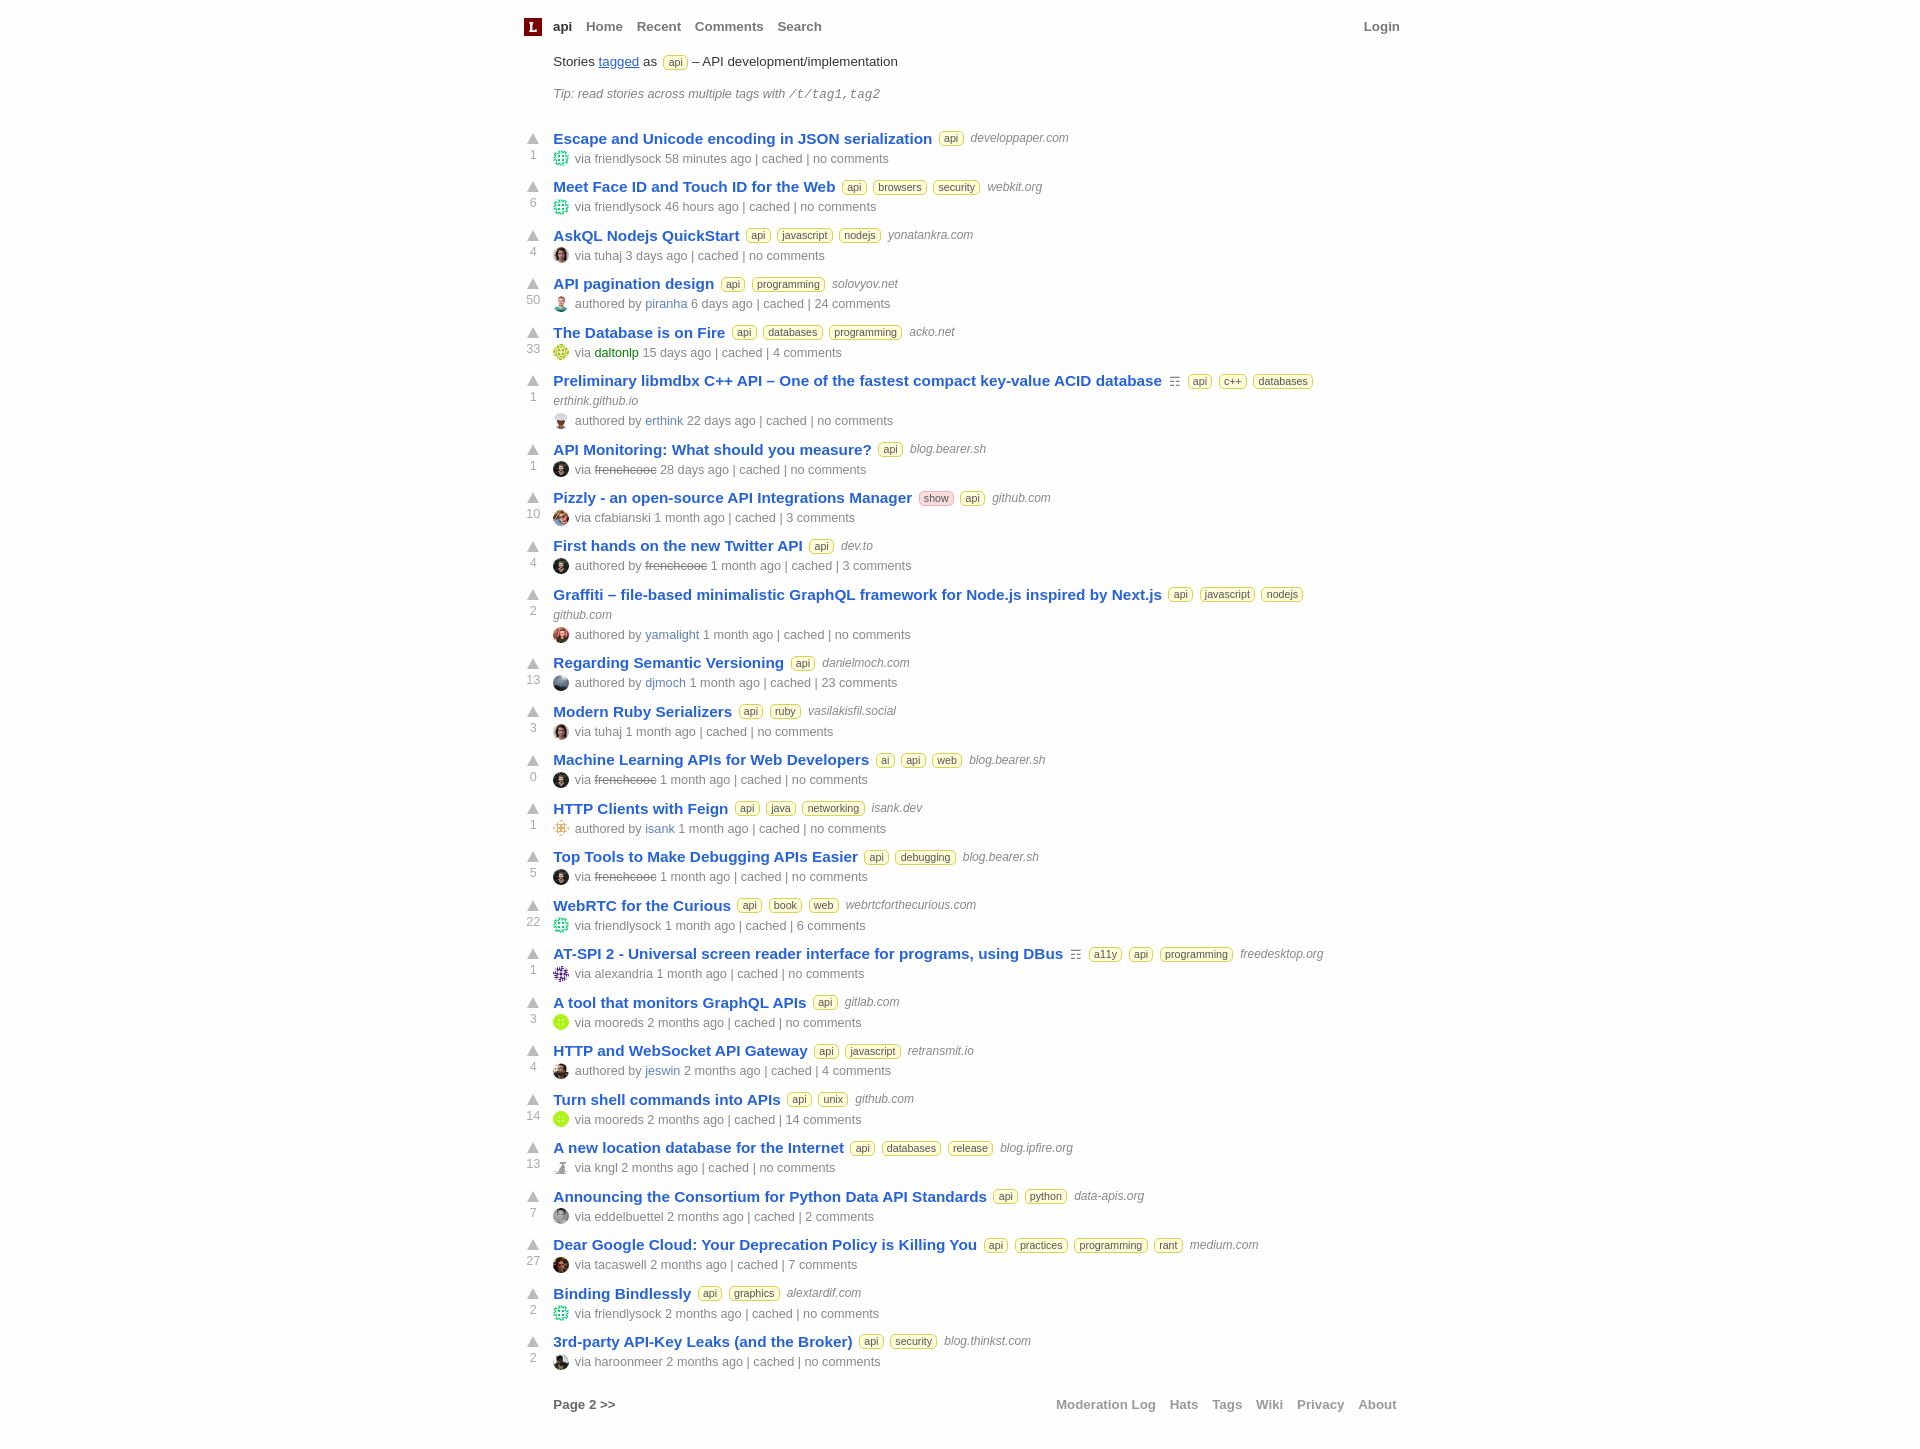 L api Home Recent Comments Search Login
Stories tagged as api – API development/implementation
Tip: read stories across multiple tags with /t/tag1,tag2
Escape and Unicode encoding in JSON serialization api developpaper.com
1 via friendlysock 58 minutes ago | cached | no comments
Meet Face ID and Touch ID for the Web api browsers security webkit.org
6 via friendlysock 46 hours ago | cached | no comments
AskQL Nodejs QuickStart api javascript nodejs yonatankra.com
4 via tuhaj 3 days ago | cached | no comments
API pagination design api programming solovyov.net
50 authored by piranha 6 days ago | cached | 24 comments
The Database is on Fire api databases programming acko.net
33 via daltonlp 15 days ago | cached | 4 comments
Preliminary libmdbx C++ API – One of the fastest compact key-value ACID database ☶ api c++ databases
1 erthink.github.io
authored by erthink 22 days ago | cached | no comments
API Monitoring: What should you measure? api blog.bearer.sh
1 via frenchcooc 28 days ago | cached | no comments
Pizzly - an open-source API Integrations Manager show api github.com
10 via cfabianski 1 month ago | cached | 3 comments
First hands on the new Twitter API api dev.to
4 authored by frenchcooc 1 month ago | cached | 3 comments
Graffiti – file-based minimalistic GraphQL framework for Node.js inspired by Next.js api javascript nodejs
2 github.com
authored by yamalight 1 month ago | cached | no comments
Regarding Semantic Versioning api danielmoch.com
13 authored by djmoch 1 month ago | cached | 23 comments
Modern Ruby Serializers api ruby vasilakisfil.social
3 via tuhaj 1 month ago | cached | no comments
Machine Learning APIs for Web Developers ai api web blog.bearer.sh
0 via frenchcooc 1 month ago | cached | no comments
HTTP Clients with Feign api java networking isank.dev
1 authored by isank 1 month ago | cached | no comments
Top Tools to Make Debugging APIs Easier api debugging blog.bearer.sh
5 via frenchcooc 1 month ago | cached | no comments
WebRTC for the Curious api book web webrtcforthecurious.com
22 via friendlysock 1 month ago | cached | 6 comments
AT-SPI 2 - Universal screen reader interface for programs, using DBus ☶ a11y api programming freedesktop.org
1 via alexandria 1 month ago | cached | no comments
A tool that monitors GraphQL APIs api gitlab.com
3 via mooreds 2 months ago | cached | no comments
HTTP and WebSocket API Gateway api javascript retransmit.io
4 authored by jeswin 2 months ago | cached | 4 comments
Turn shell commands into APIs api unix github.com
14 via mooreds 2 months ago | cached | 14 comments
A new location database for the Internet api databases release blog.ipfire.org
13 via kngl 2 months ago | cached | no comments
Announcing the Consortium for Python Data API Standards api python data-apis.org
7 via eddelbuettel 2 months ago | cached | 2 comments
Dear Google Cloud: Your Deprecation Policy is Killing You api practices programming rant medium.com
27 via tacaswell 2 months ago | cached | 7 comments
Binding Bindlessly api graphics alextardif.com
2 via friendlysock 2 months ago | cached | no comments
3rd-party API-Key Leaks (and the Broker) api security blog.thinkst.com
2 via haroonmeer 2 months ago | cached | no comments
Page 2 >> Moderation Log Hats Tags Wiki Privacy About